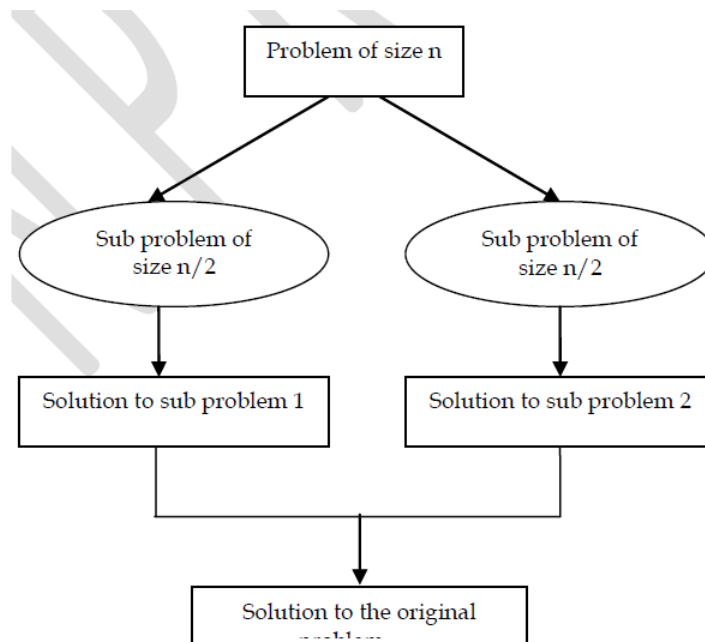 Problem of size n
Sub problem of
size n/2
Sub problem of
size n/2
Solution to sub problem 1
Solution to sub problem 2
Solution to the original
problem